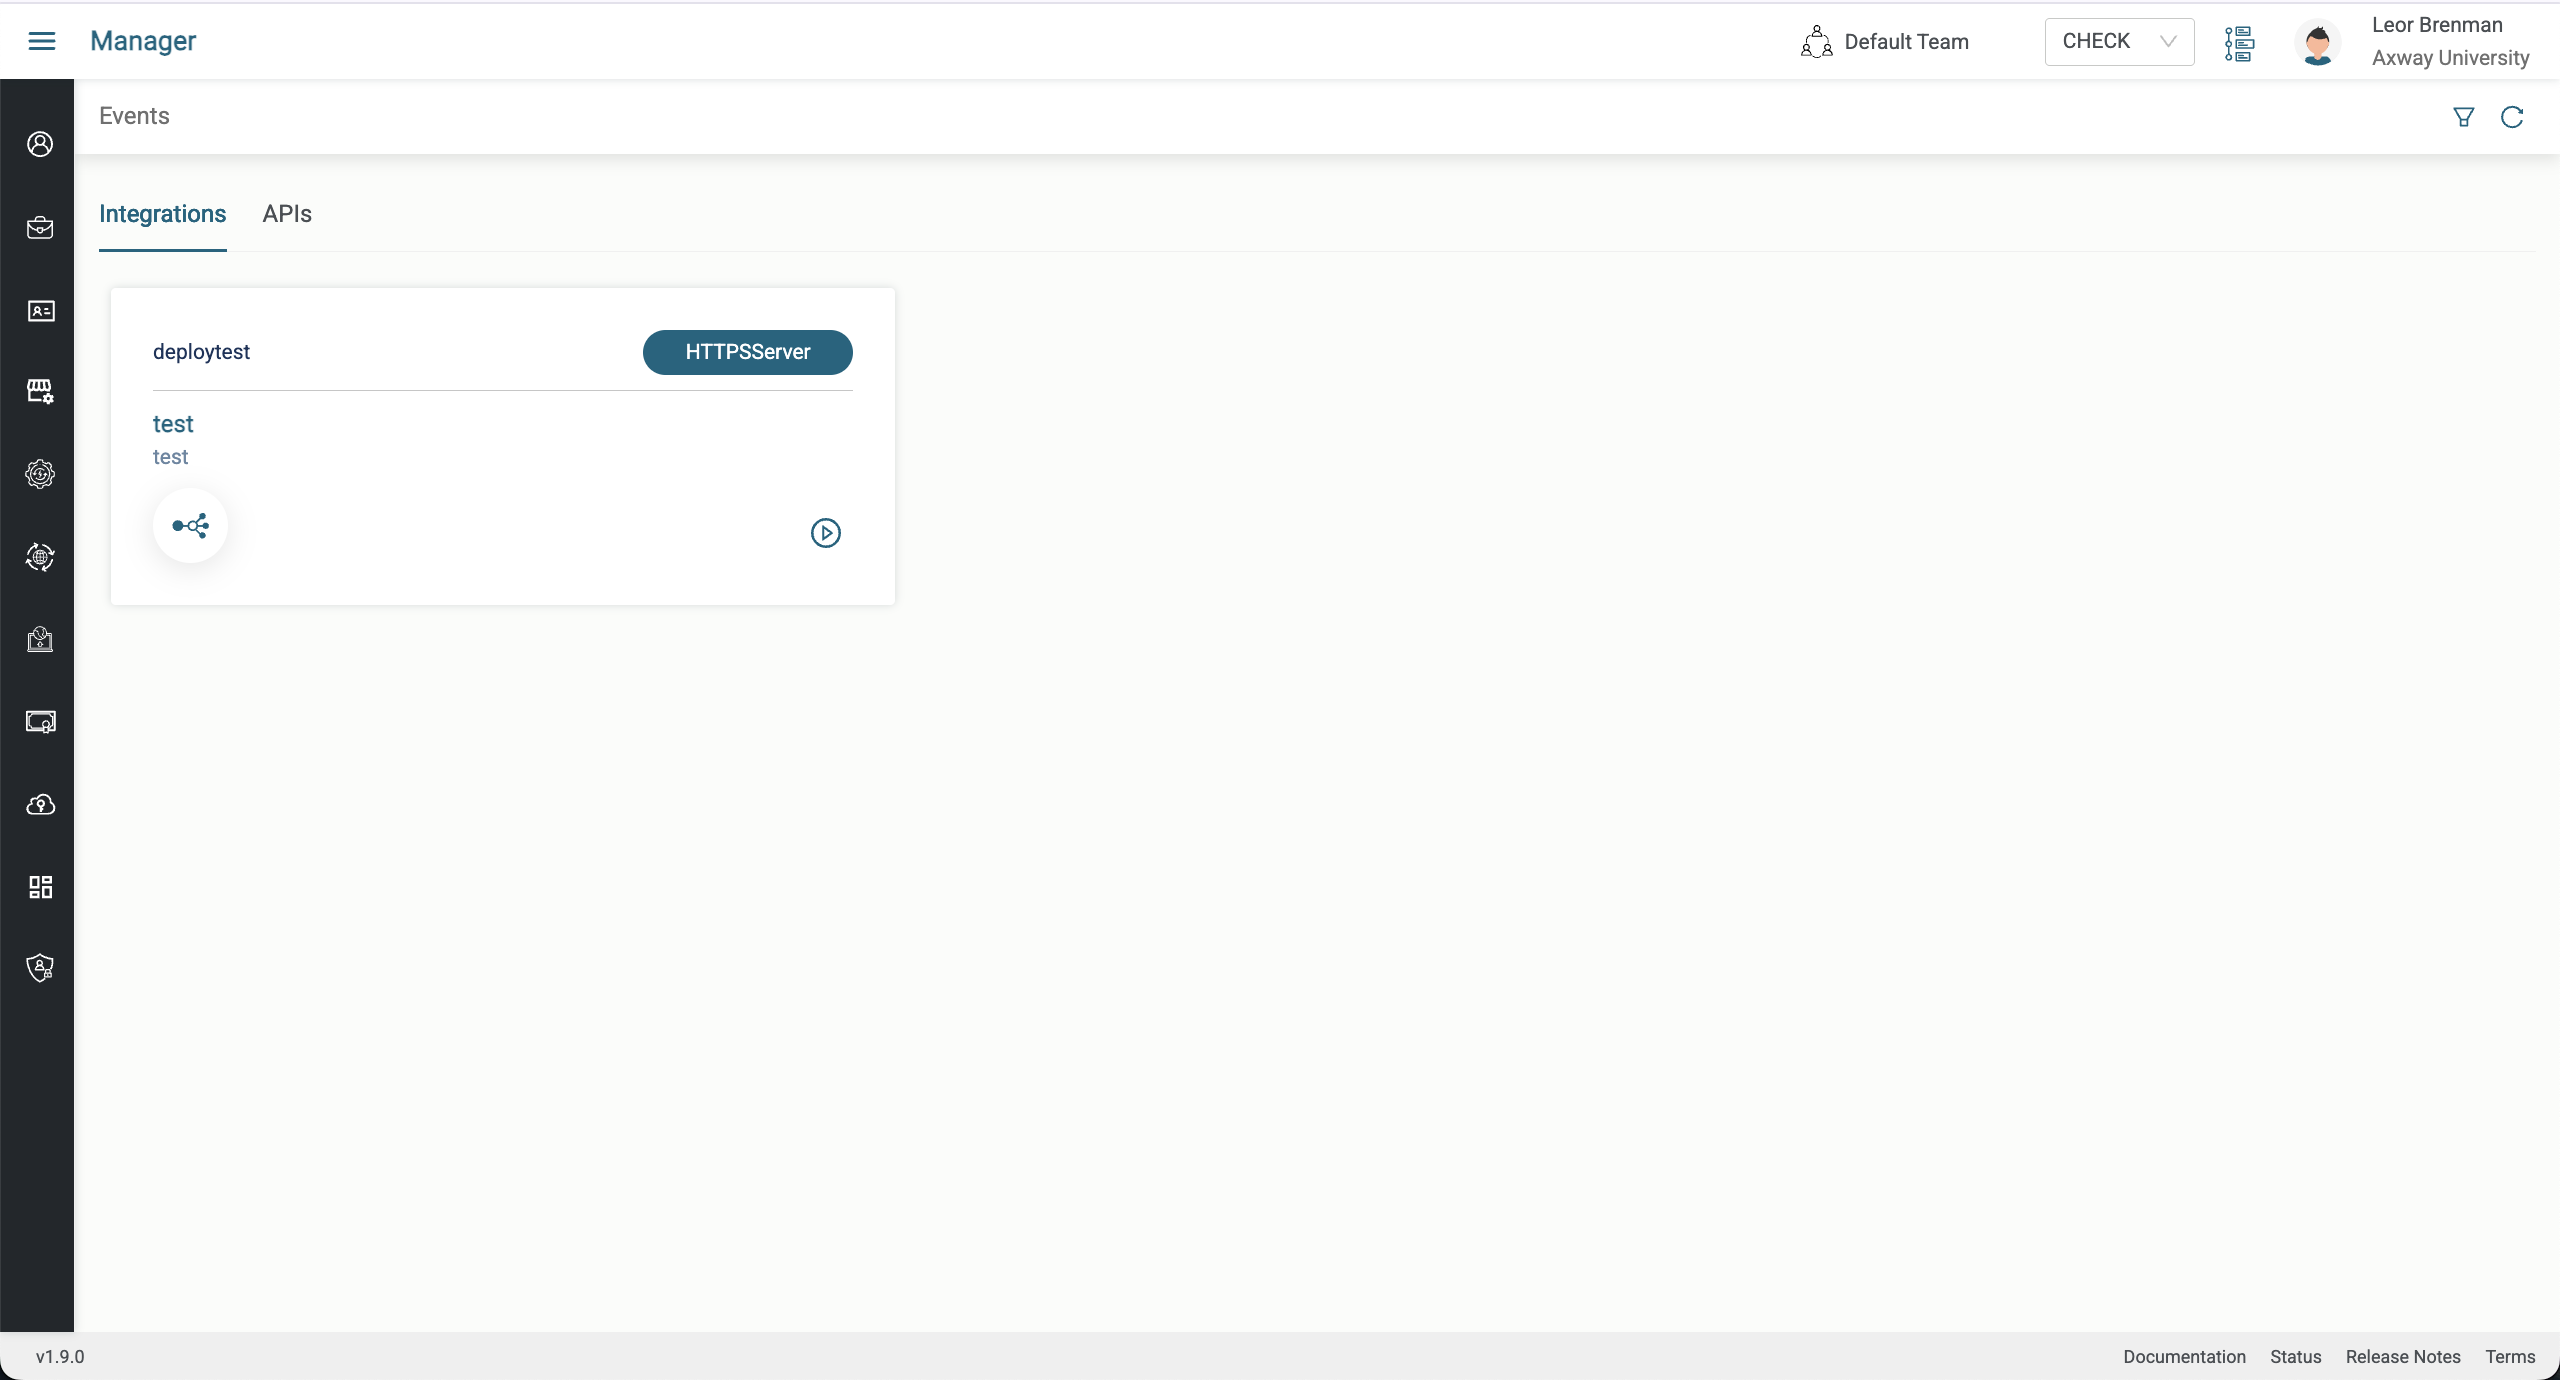 Manager
Default Team
CHECK
Leor Brenman
Axway University
Events
Integrations
APIs
deploytest
HTTPSServer
test
test
v1.9.0
Documentation
Status
Release Notes
Terms